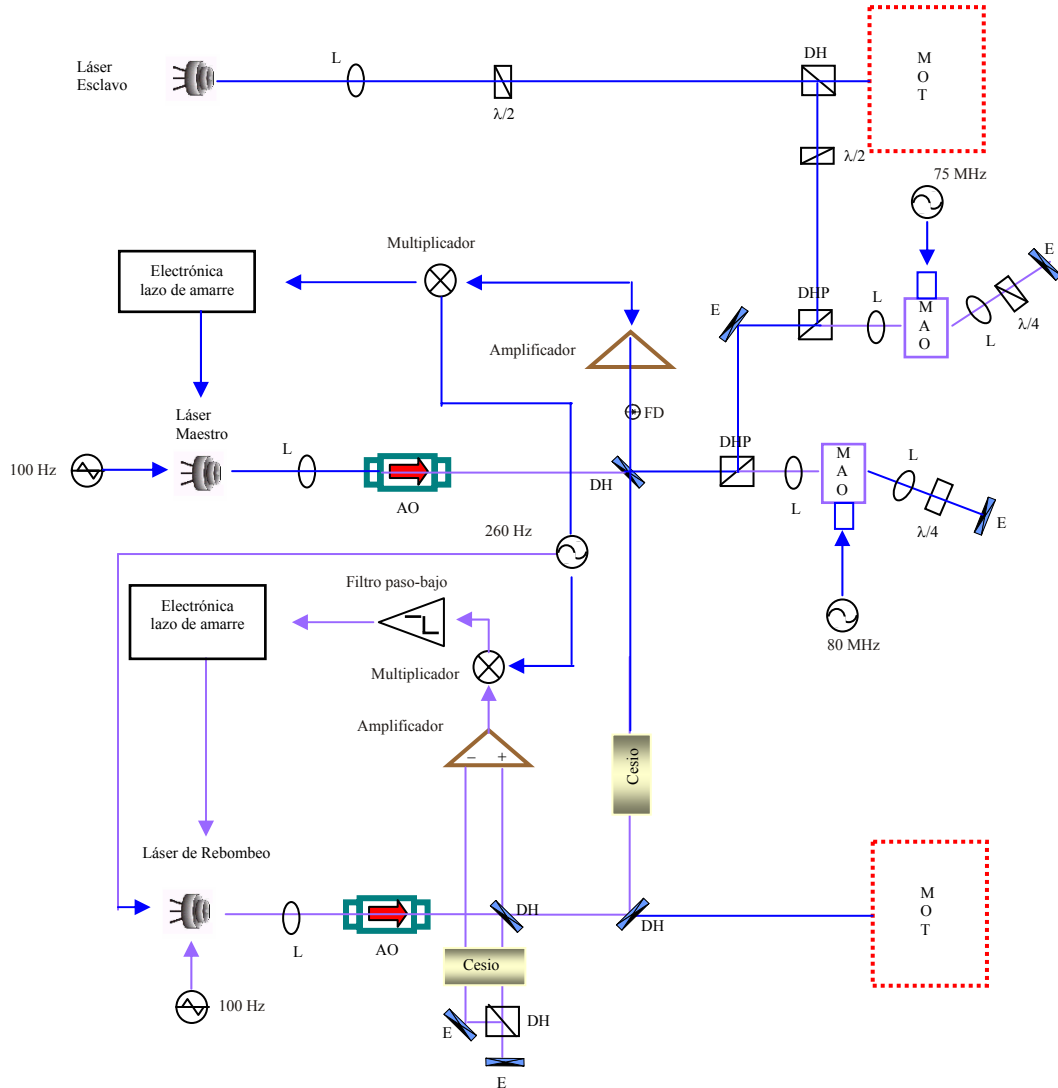 Láser
Esclavo
L
λ/2
DH
M
O
T
λ/2
75 MHz
E
Multiplicador
Electrónica
lazo de amarre
E
DHP
L
M
A
O
L
λ/4
Amplificador
FD
Láser
Maestro
100 Hz
L
AO
DH
DHP
L
M
A
O
L
λ/4
E
260 Hz
80 MHz
Filtro paso-bajo
Electrónica
lazo de amarre
Multiplicador
Amplificador
− +
Cesio
Láser de Rebombeo
L
AO
DH
DH
M
O
T
Cesio
100 Hz
E
DH
E